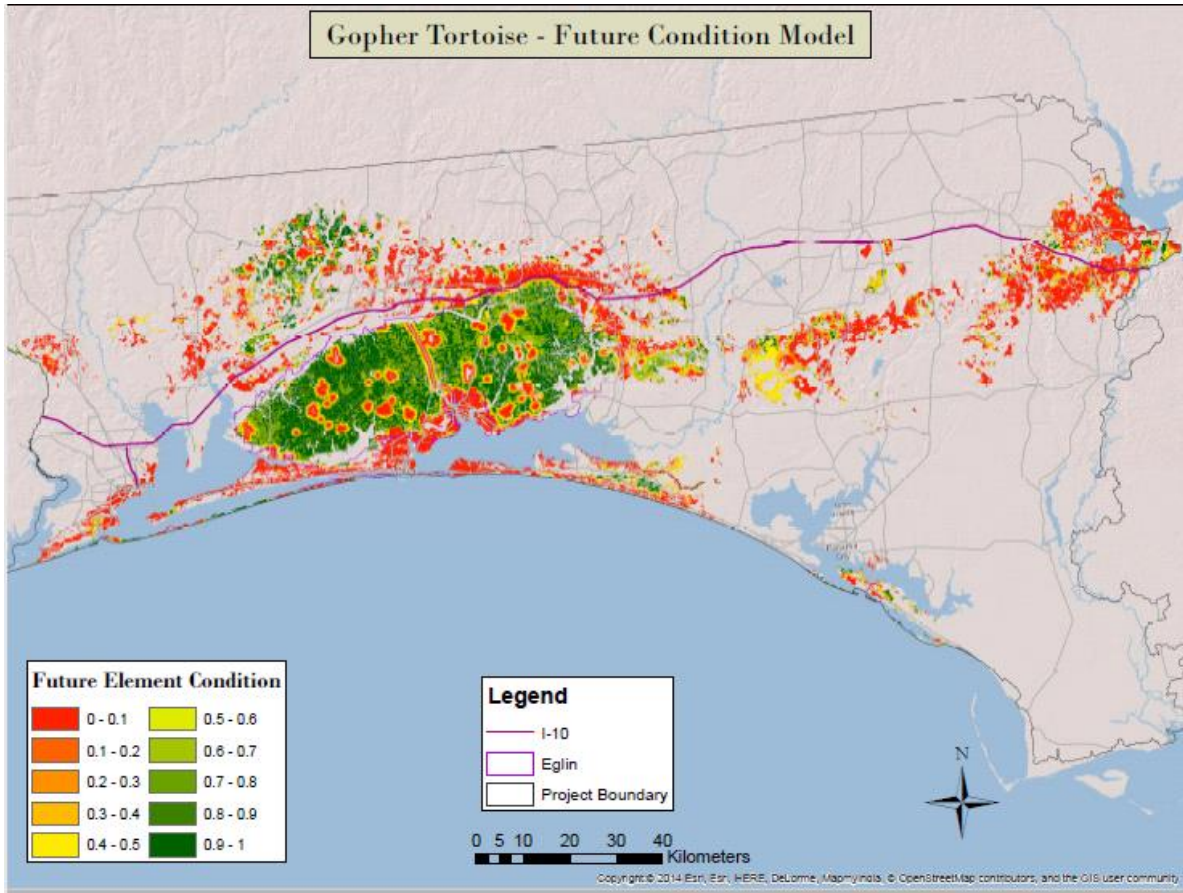 Gopher Tortoise - Future Condition Model
Future Element Condition
0 - 0.1
0.5 - 0.6
0.1 - 0.2
0.6 - 0.7
0.2 - 0.3
0.7 - 0.8
0.3 - 0.4
0.8 - 0.9
0.4 - 0.5
0.9 - 1
Legend
I-10
Eglin
Project Boundary
N
0 5 10 20 30 40
Kilometers
Copyright © 2014 Esri, Esri, HERE, DeLorme, MapmyIndia, © OpenStreetMap contributors, and the GIS user community